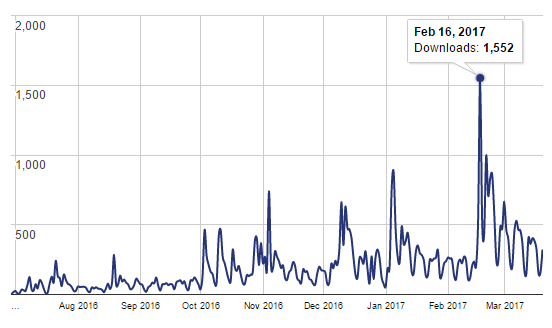 2,000
Feb 16, 2017
Downloads: 1,552
1,500
1,000
500
...
Aug 2016
Sep 2016
Oct 2016
Nov 2016
Dec 2016
Jan 2017
Feb 2017
Mar 2017